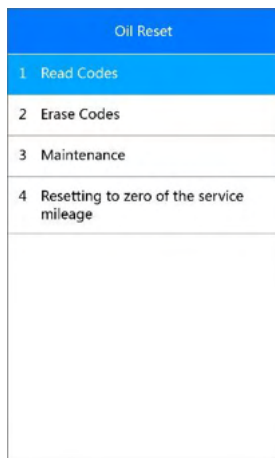 Oil Reset
1 Read Codes
2 Erase Codes
3 Maintenance
4 Resetting to zero of the service
mileage